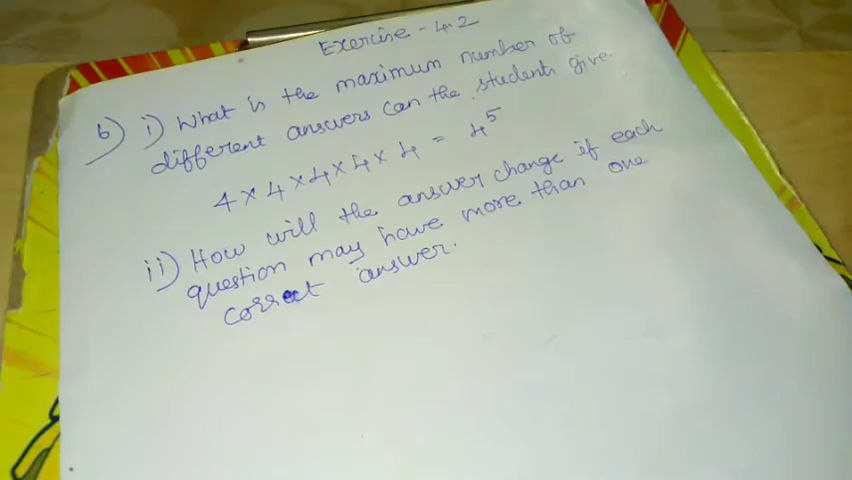 Exercise - 4.2
6) i) What is the maximum number of
different answers can the students give.
4 × 4 × 4 × 4 × 4 = 4⁵
ii) How will the answer change if each
question may have more than one
correct answer.